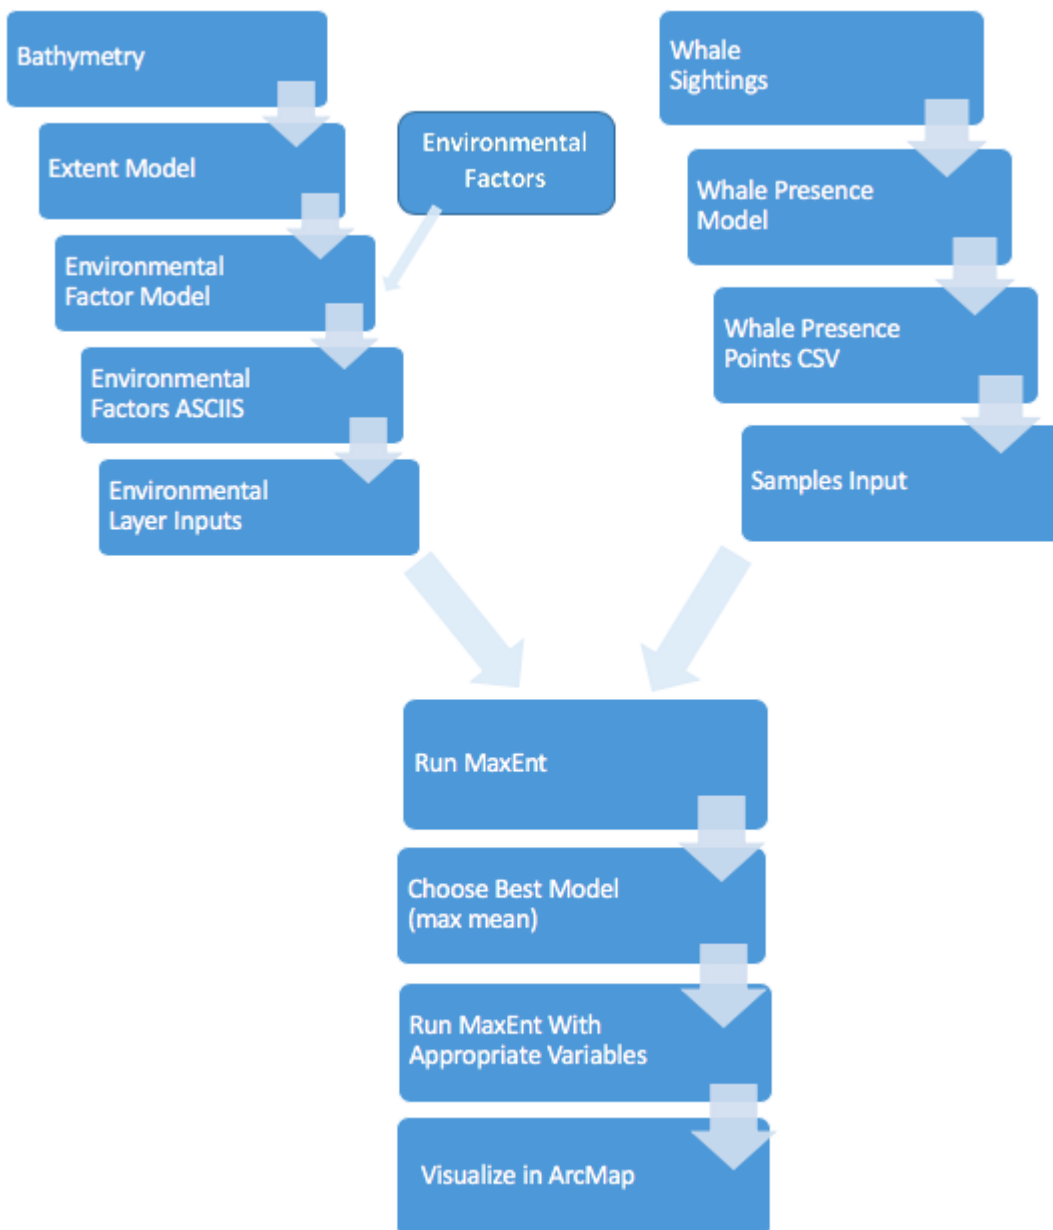 Bathymetry
Extent Model
Environmental
Factors
Environmental
Factor Model
Environmental
Factors ASCIIS
Environmental
Layer Inputs
Whale
Sightings
Whale Presence
Model
Whale Presence
Points CSV
Samples Input
Run MaxEnt
Choose Best Model
(max mean)
Run MaxEnt With
Appropriate Variables
Visualize in ArcMap